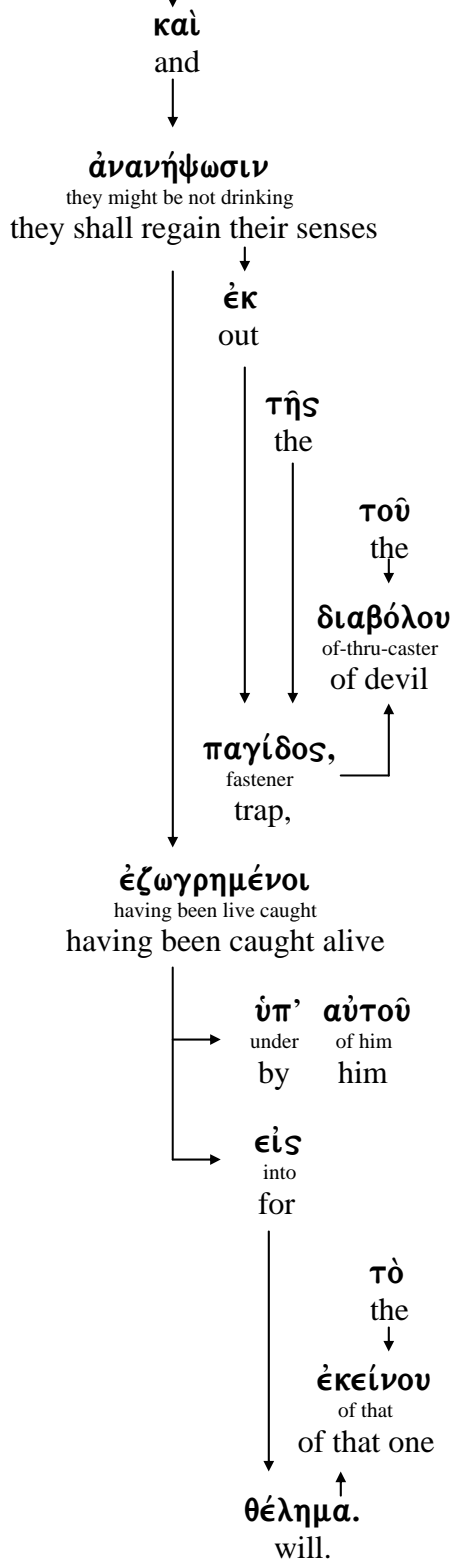 καὶ
and
ἀνανήψωσιν
they might be not drinking
they shall regain their senses
ἐκ
out
τῆς
the
τοῦ
the
διαβόλου
of-thru-caster
of devil
παγίδος,
fastener
trap,
ἐζωγρημένοι
having been live caught
having been caught alive
ὑπ’ αὐτοῦ
under of him
by him
εἰς
into
for
τὸ
the
ἐκείνου
of that
of that one
θέλημα.
will.